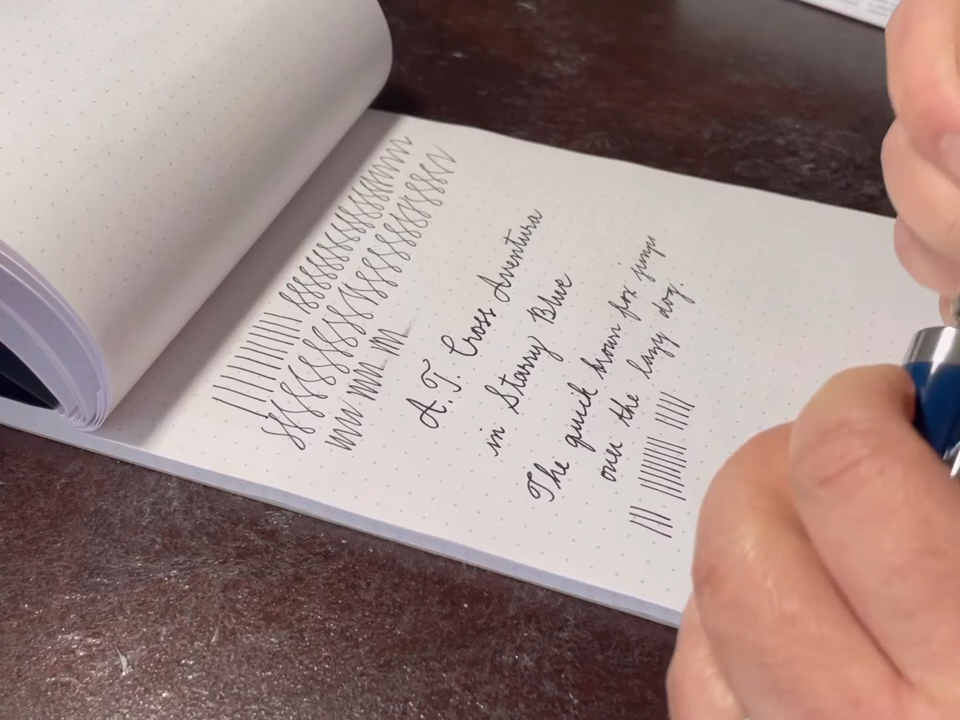 A.T. Cross Aventura
in Starry Blue
The quick brown fox jumps
over the lazy dog.